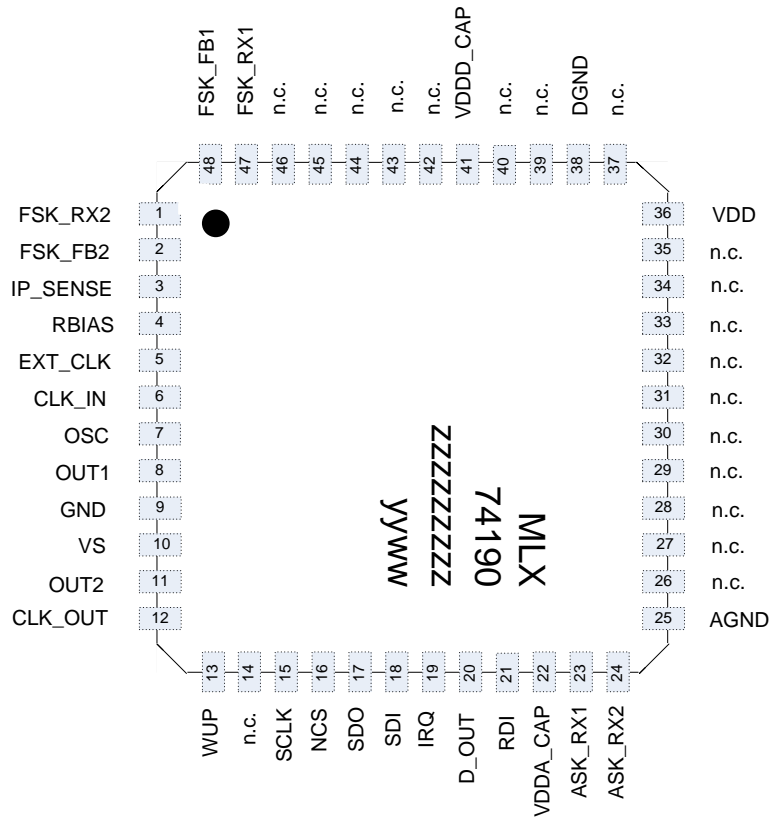 FSK_FB1
FSK_RX1
n.c.
n.c.
n.c.
n.c.
n.c.
VDDD_CAP
n.c.
n.c.
DGND
n.c.
48
47
46
45
44
43
42
41
40
39
38
37
FSK_RX2 1
FSK_FB2 2
IP_SENSE 3
RBIAS 4
EXT_CLK 5
CLK_IN 6
OSC 7
OUT1 8
GND 9
VS 10
OUT2 11
CLK_OUT 12
36 VDD
35 n.c.
34 n.c.
33 n.c.
32 n.c.
31 n.c.
30 n.c.
29 n.c.
28 n.c.
27 n.c.
26 n.c.
25 AGND
MLX
74190
zzzzzzzzzz
yyww
13
14
15
16
17
18
19
20
21
22
23
24
WUP
n.c.
SCLK
NCS
SDO
SDI
IRQ
D_OUT
RDI
VDDA_CAP
ASK_RX1
ASK_RX2